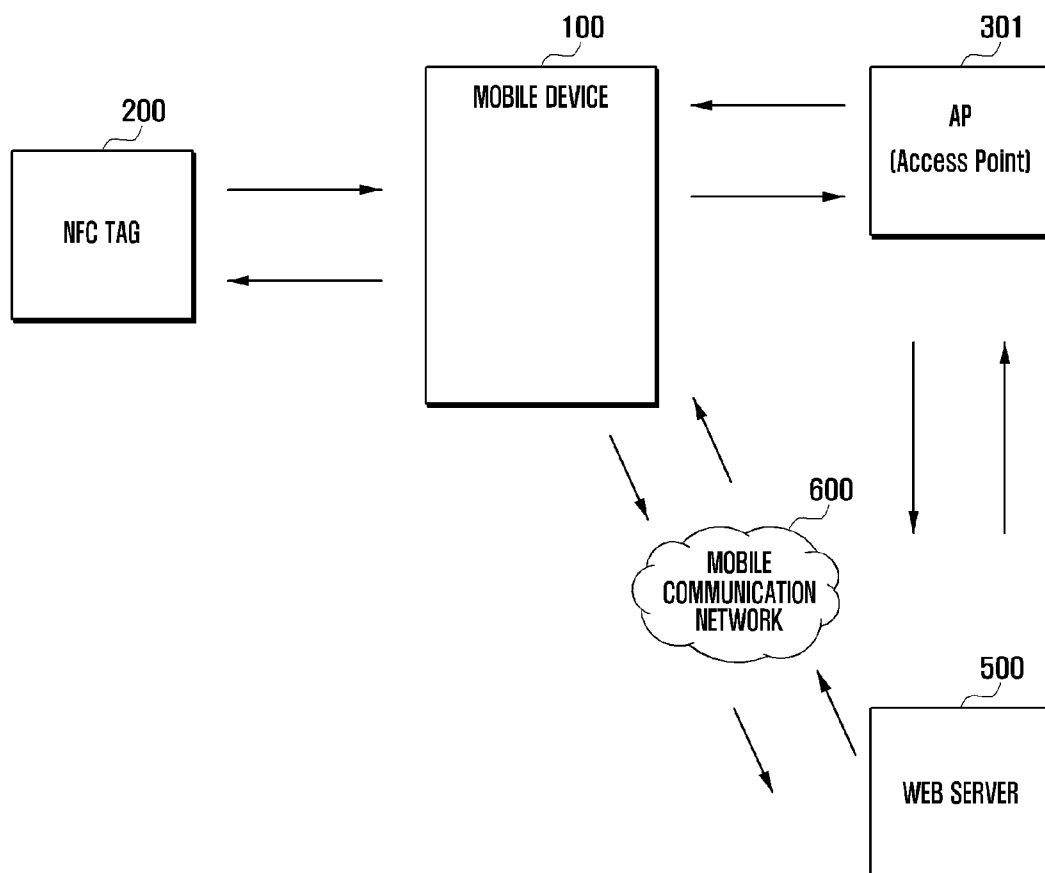 100
301
MOBILE DEVICE
AP
(Access Point)
200
NFC TAG
600
MOBILE
COMMUNICATION
NETWORK
500
WEB SERVER